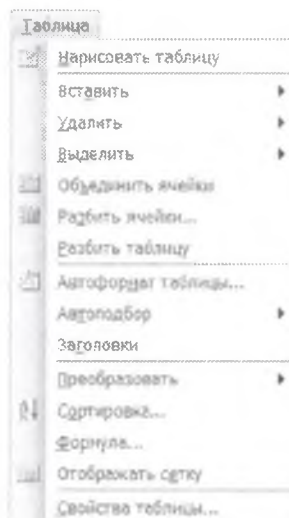 Таблица
Нарисовать таблицу
Вставить
Удалить
Выделить
Объединить ячейки
Разбить ячейки...
Разбить таблицу
Автоформат таблицы...
Автоподбор
Заголовки
Преобразовать
Сортировка...
Формула...
Отображать сетку
Свойства таблицы...